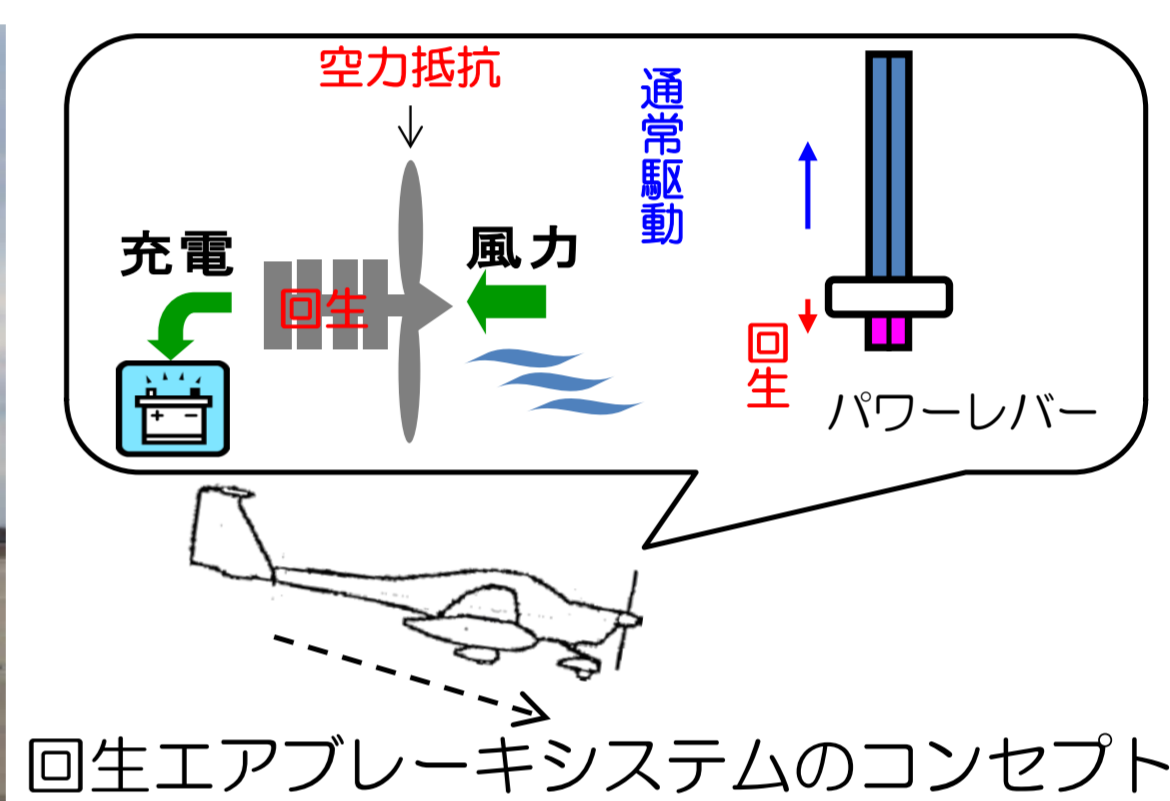 空力抵抗
通常駆動
充電
風力
回生
回生
+ −
パワーレバー
回生エアブレーキシステムのコンセプト